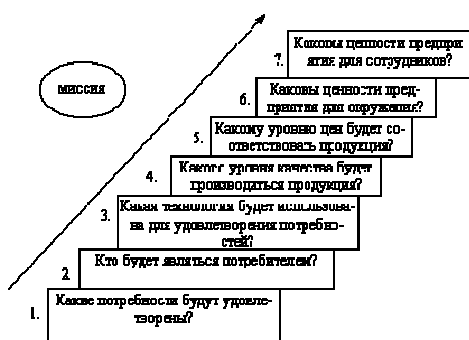 7. Каковы ценности предпри
ятия для сотрудников?
миссия
6. Каковы ценности пред-
приятия для окружения?
5. Какому уровню цен будет со-
ответствовать продукция?
4. Какого уровня качества будет
производиться продукция?
3. Какая технология будет использова-
на для удовлетворения потребно-
стей?
2. Кто будет являться потребителем?
1. Какие потребности будут удовле-
творены?